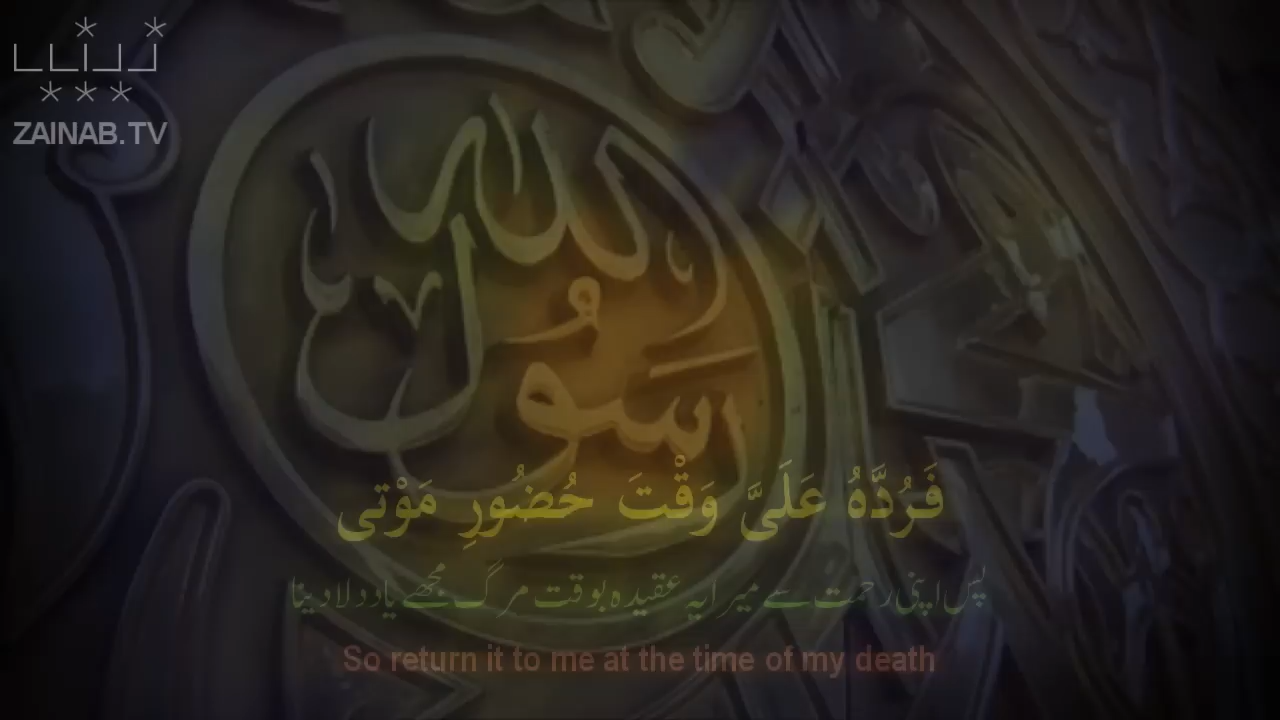 ZAINAB.TV
رسول الله
فَرُدَّهُ عَلَىَّ وَقْتَ حُضُورِ مَوْتی
پس اپنی رحمت سے میرا یہ عقیدہ بوقت مرگ مجھے یاد دلا دینا
So return it to me at the time of my death